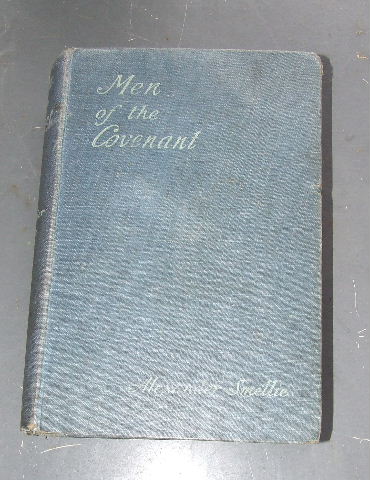 Men
of the
Covenant
Alexander Smellie